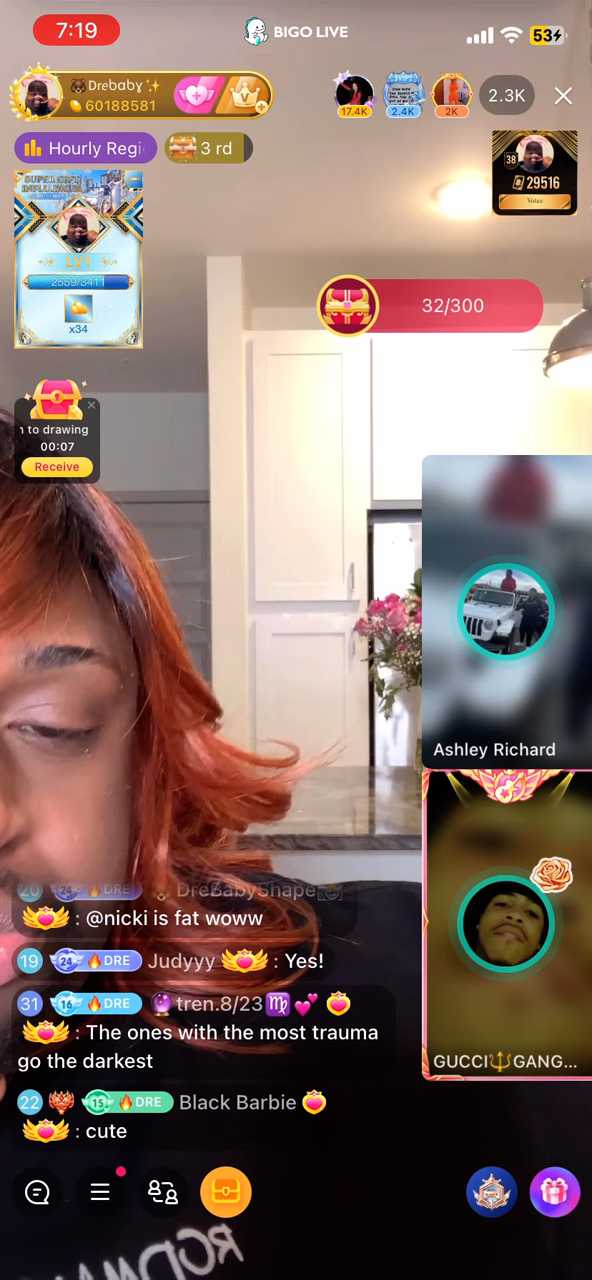 7:19
BIGO LIVE
53
Drebaby
60188581
17.4K
2.4K
2K
2.3K
Hourly Regi
3 rd
38
29516
Votes
SUPER GIFT
INFLUENCER
LV1
2559/3411
x34
32/300
n to drawing
00:07
Receive
Ashley Richard
20 24 DRE DreBabyShape
: @nicki is fat woww
19 24 DRE Judyyy : Yes!
31 16 DRE tren.8/23♍💕
: The ones with the most trauma
go the darkest
GUCCI🔱GANG...
22 15 DRE Black Barbie
: cute